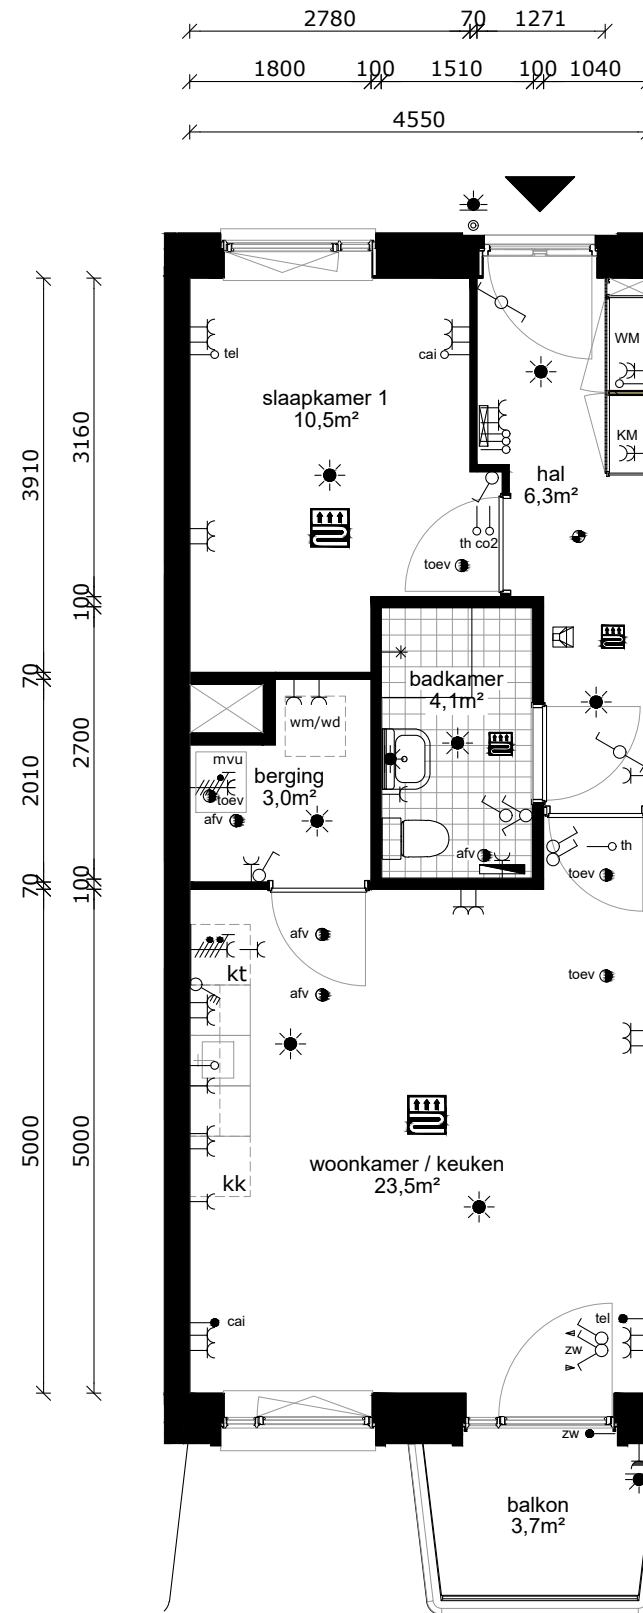 2780 70 1271
1800 100 1510 100 1040
4550
WM
tel
cai
slaapkamer 1
10,5m²
KM
hal
6,3m²
3910
3160
th co2
toev
100
badkamer
4,1m²
70
2700
wm/wd
mvu
berging
3,0m²
toev
afv
2010
th
afv
toev
70
100
afv
kt
toev
afv
5000
5000
woonkamer / keuken
23,5m²
kk
cai
tel
zw
zw
balkon
3,7m²